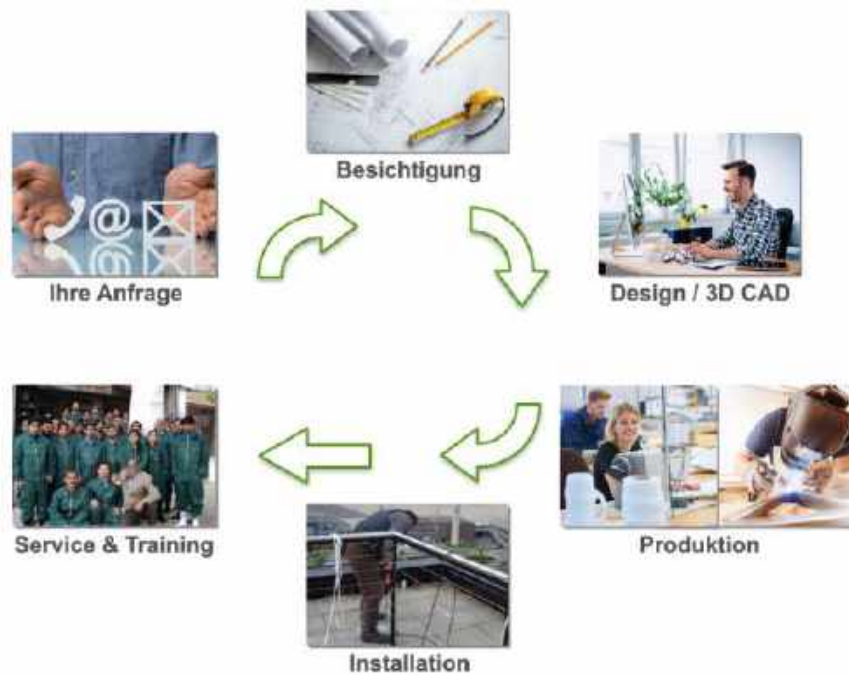 Ihre Anfrage
Besichtigung
Design / 3D CAD
Produktion
Installation
Service & Training